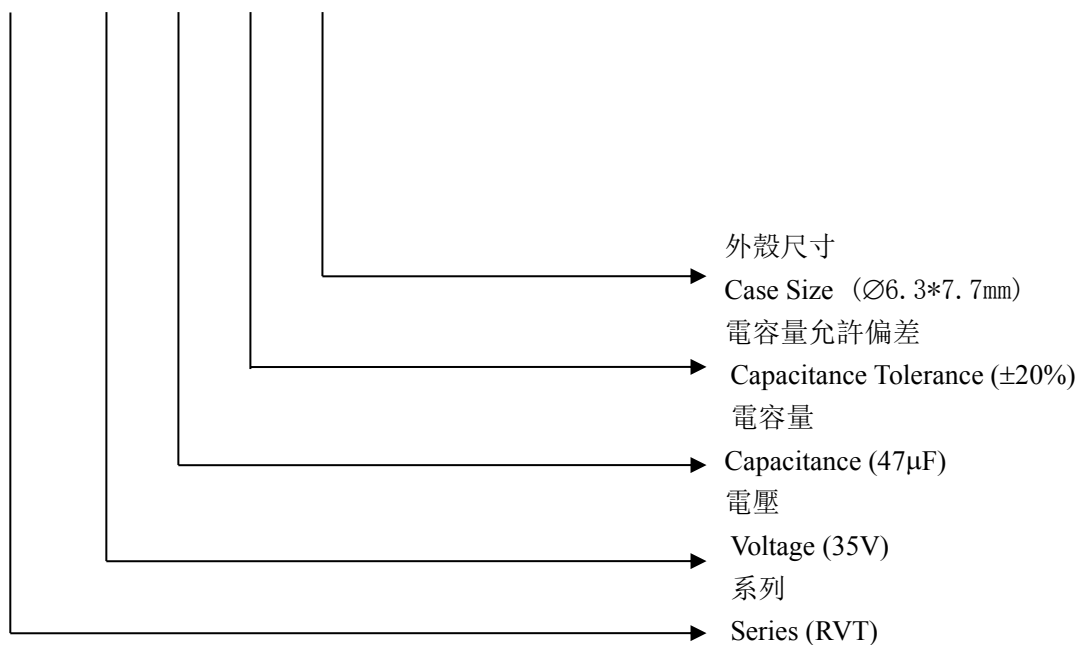 外殼尺寸
Case Size (∅6.3*7.7mm)
電容量允許偏差
Capacitance Tolerance (±20%)
電容量
Capacitance (47μF)
電壓
Voltage (35V)
系列
Series (RVT)